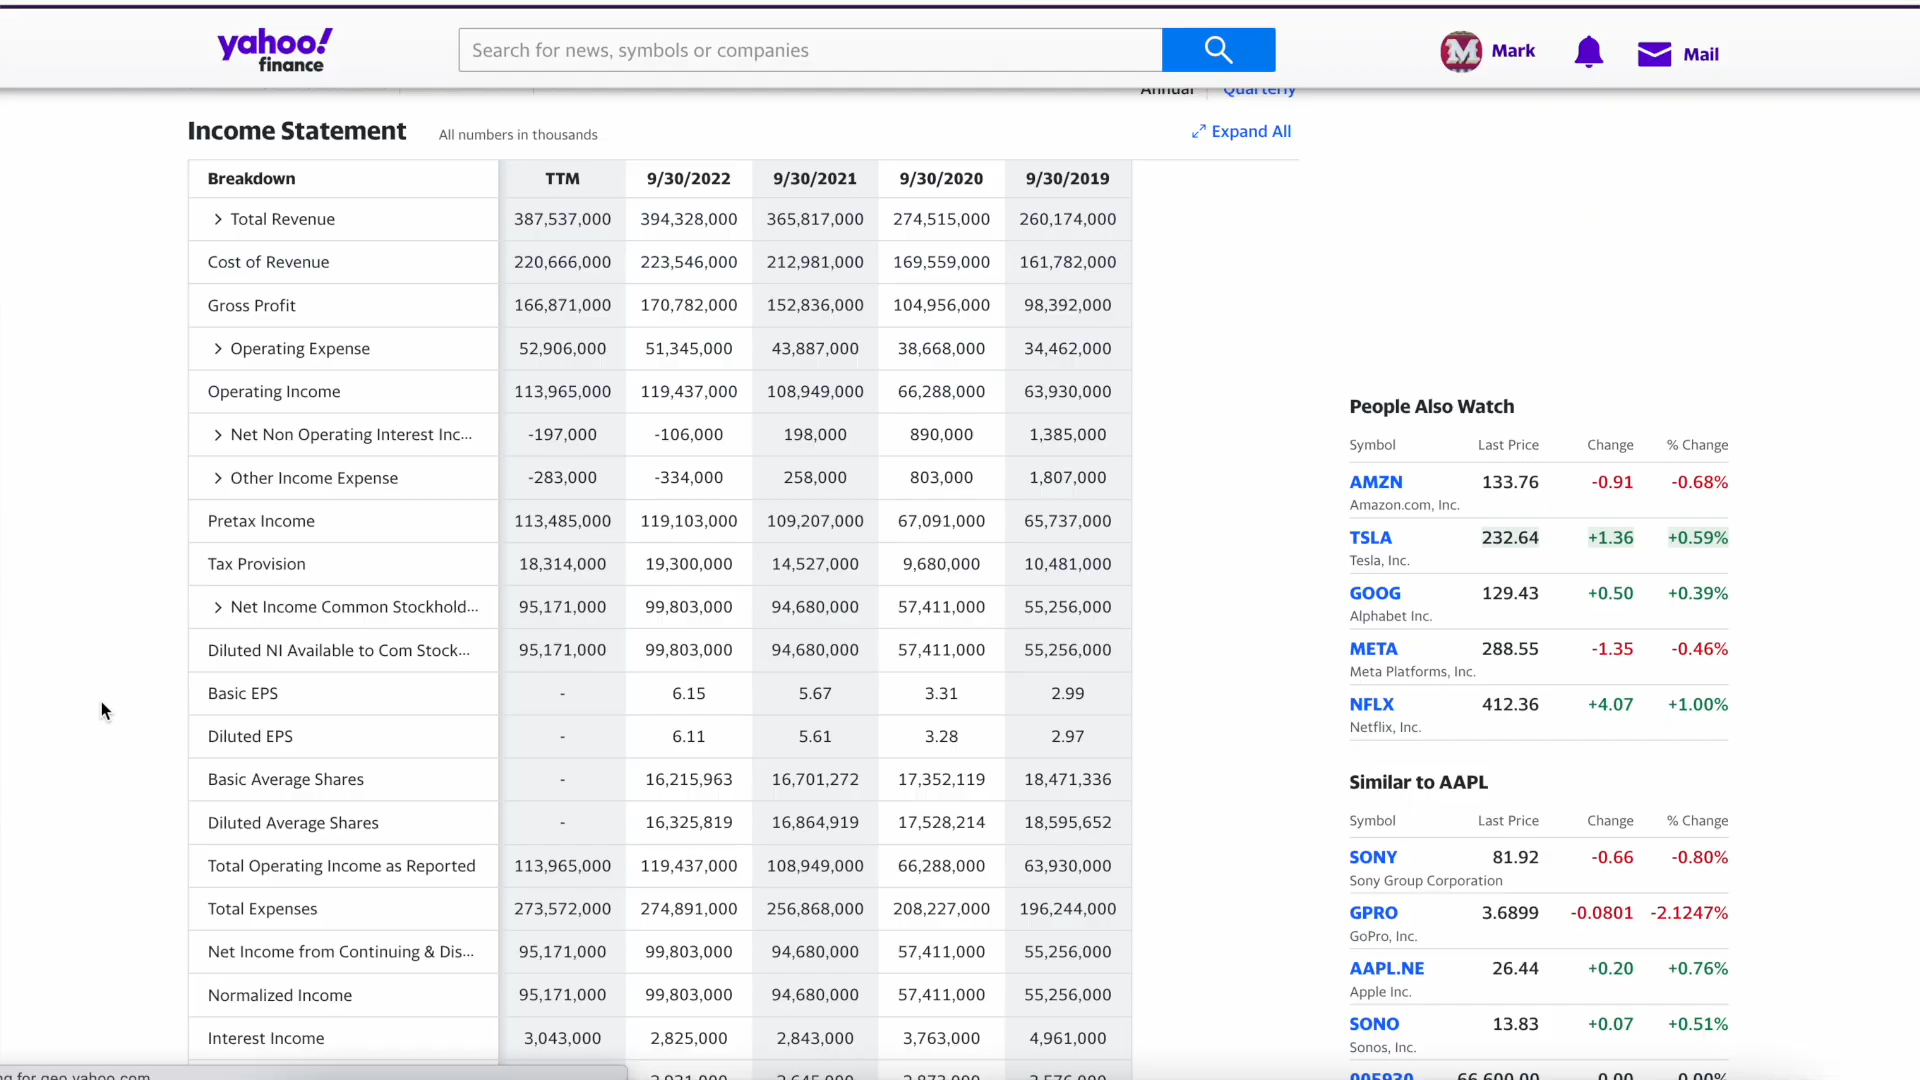 yahoo!
finance
Search for news, symbols or companies
Mark
Mail
Annual Quarterly
Income Statement All numbers in thousands Expand All
Breakdown TTM 9/30/2022 9/30/2021 9/30/2020 9/30/2019
Total Revenue 387,537,000 394,328,000 365,817,000 274,515,000 260,174,000
Cost of Revenue 220,666,000 223,546,000 212,981,000 169,559,000 161,782,000
Gross Profit 166,871,000 170,782,000 152,836,000 104,956,000 98,392,000
Operating Expense 52,906,000 51,345,000 43,887,000 38,668,000 34,462,000
Operating Income 113,965,000 119,437,000 108,949,000 66,288,000 63,930,000
Net Non Operating Interest Inc... -197,000 -106,000 198,000 890,000 1,385,000
Other Income Expense -283,000 -334,000 258,000 803,000 1,807,000
Pretax Income 113,485,000 119,103,000 109,207,000 67,091,000 65,737,000
Tax Provision 18,314,000 19,300,000 14,527,000 9,680,000 10,481,000
Net Income Common Stockhold... 95,171,000 99,803,000 94,680,000 57,411,000 55,256,000
Diluted NI Available to Com Stock... 95,171,000 99,803,000 94,680,000 57,411,000 55,256,000
Basic EPS - 6.15 5.67 3.31 2.99
Diluted EPS - 6.11 5.61 3.28 2.97
Basic Average Shares - 16,215,963 16,701,272 17,352,119 18,471,336
Diluted Average Shares - 16,325,819 16,864,919 17,528,214 18,595,652
Total Operating Income as Reported 113,965,000 119,437,000 108,949,000 66,288,000 63,930,000
Total Expenses 273,572,000 274,891,000 256,868,000 208,227,000 196,244,000
Net Income from Continuing & Dis... 95,171,000 99,803,000 94,680,000 57,411,000 55,256,000
Normalized Income 95,171,000 99,803,000 94,680,000 57,411,000 55,256,000
Interest Income 3,043,000 2,825,000 2,843,000 3,763,000 4,961,000
People Also Watch
Symbol Last Price Change % Change
AMZN 133.76 -0.91 -0.68%
Amazon.com, Inc.
TSLA 232.64 +1.36 +0.59%
Tesla, Inc.
GOOG 129.43 +0.50 +0.39%
Alphabet Inc.
META 288.55 -1.35 -0.46%
Meta Platforms, Inc.
NFLX 412.36 +4.07 +1.00%
Netflix, Inc.
Similar to AAPL
Symbol Last Price Change % Change
SONY 81.92 -0.66 -0.80%
Sony Group Corporation
GPRO 3.6899 -0.0801 -2.1247%
GoPro, Inc.
AAPL.NE 26.44 +0.20 +0.76%
Apple Inc.
SONO 13.83 +0.07 +0.51%
Sonos, Inc.